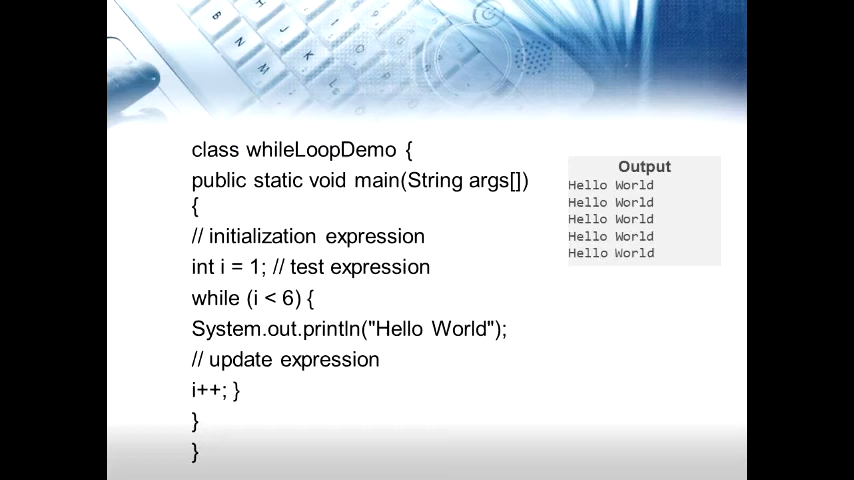 class whileLoopDemo {
public static void main(String args[])
{
// initialization expression
int i = 1; // test expression
while (i < 6) {
System.out.println("Hello World");
// update expression
i++; }
}
}
Output
Hello World
Hello World
Hello World
Hello World
Hello World